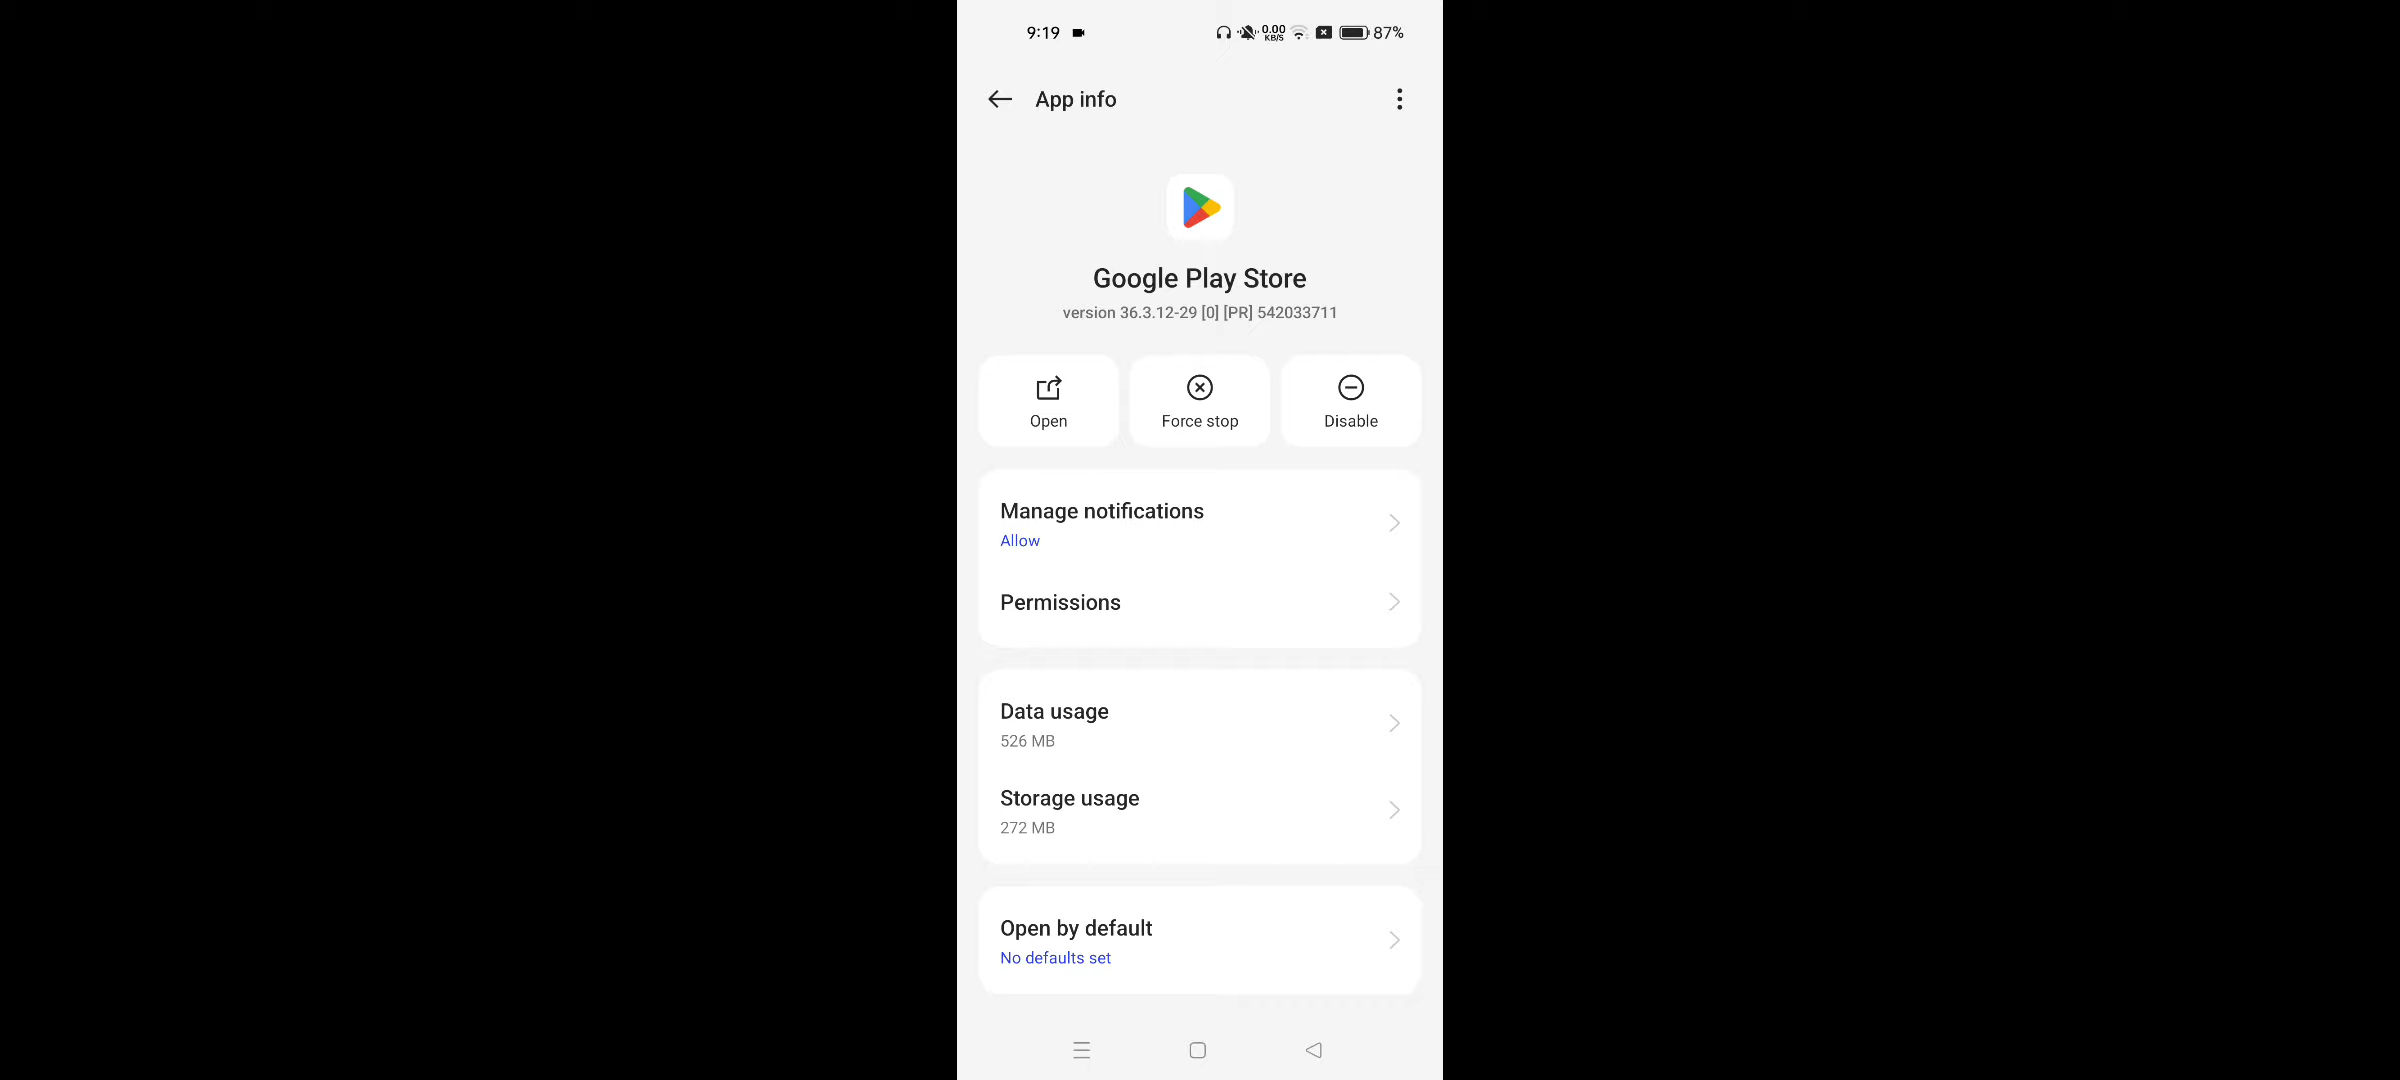 9:19
0.00
KB/S
87%
App info
Google Play Store
version 36.3.12-29 [0] [PR] 542033711
Open
Force stop
Disable
Manage notifications
Allow
Permissions
Data usage
526 MB
Storage usage
272 MB
Open by default
No defaults set